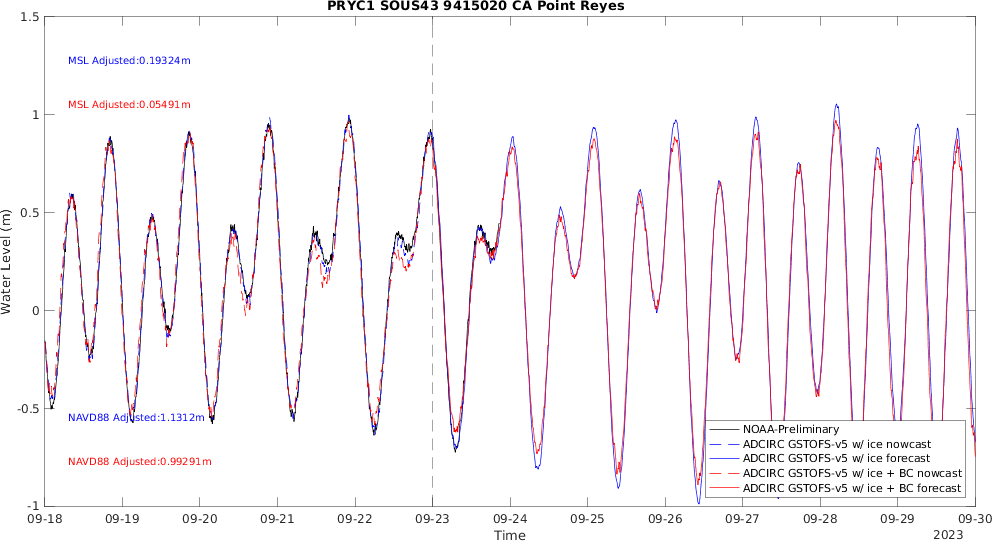 PRYC1 SOUS43 9415020 CA Point Reyes
1.5
MSL Adjusted:0.19324m
MSL Adjusted:0.05491m
1
0.5
Water Level (m)
0
-0.5
NAVD88 Adjusted:1.1312m
NAVD88 Adjusted:0.99291m
NOAA-Preliminary
ADCIRC GSTOFS-v5 w/ ice nowcast
ADCIRC GSTOFS-v5 w/ ice forecast
ADCIRC GSTOFS-v5 w/ ice + BC nowcast
ADCIRC GSTOFS-v5 w/ ice + BC forecast
-1
09-18 09-19 09-20 09-21 09-22 09-23 09-24 09-25 09-26 09-27 09-28 09-29 09-30
Time
2023